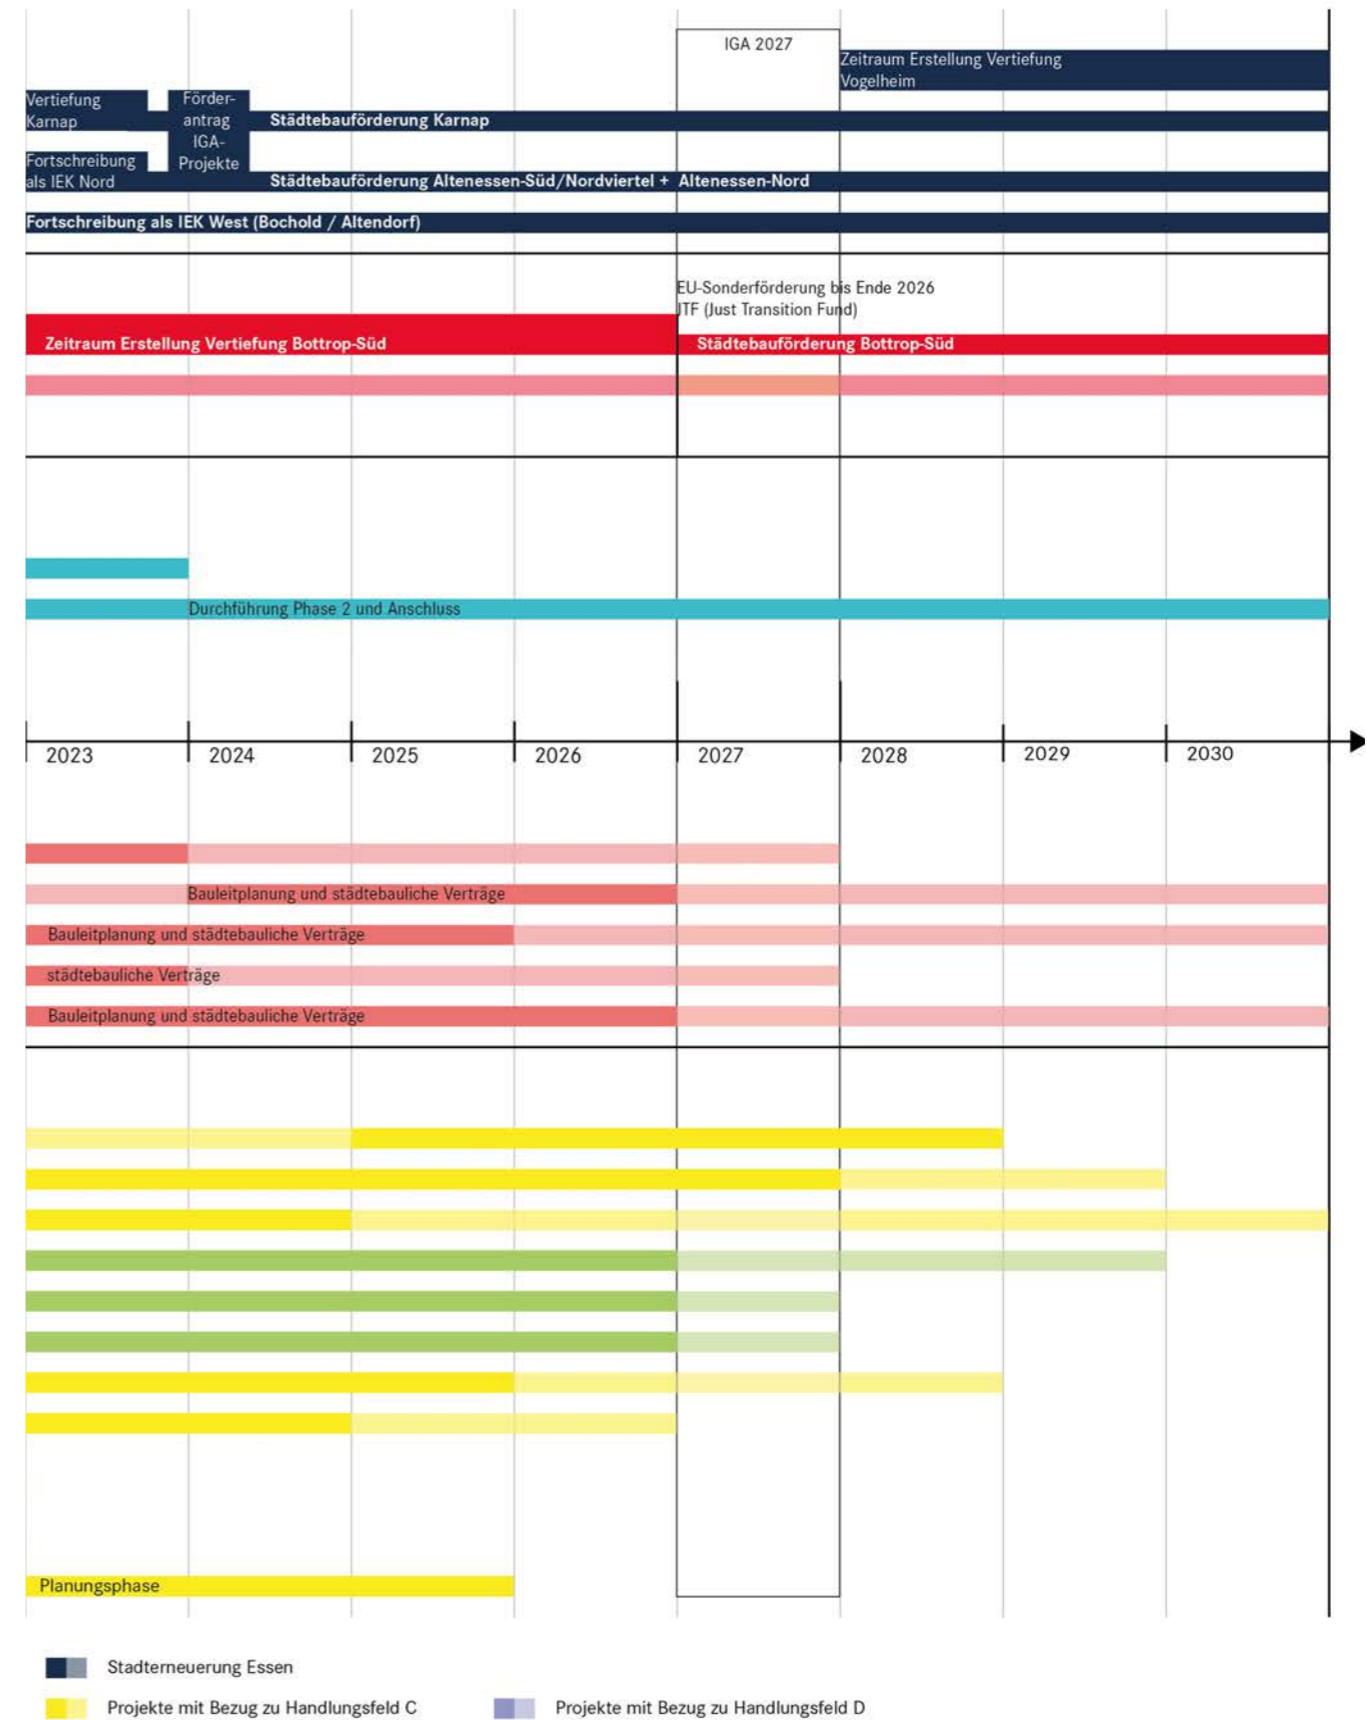 IGA 2027
Zeitraum Erstellung Vertiefung
Vogelheim
Vertiefung
Karnap
Förder-
antrag
IGA-
Projekte
Städtebauförderung Karnap
Fortschreibung
als IEK Nord
Städtebauförderung Altenessen-Süd/Nordviertel + Altenessen-Nord
Fortschreibung als IEK West (Bochold / Altendorf)
EU-Sonderförderung bis Ende 2026
JTF (Just Transition Fund)
Zeitraum Erstellung Vertiefung Bottrop-Süd
Städtebauförderung Bottrop-Süd
Durchführung Phase 2 und Anschluss
2023 2024 2025 2026 2027 2028 2029 2030
Bauleitplanung und städtebauliche Verträge
Bauleitplanung und städtebauliche Verträge
städtebauliche Verträge
Bauleitplanung und städtebauliche Verträge
Planungsphase
Stadterneuerung Essen
Projekte mit Bezug zu Handlungsfeld C
Projekte mit Bezug zu Handlungsfeld D